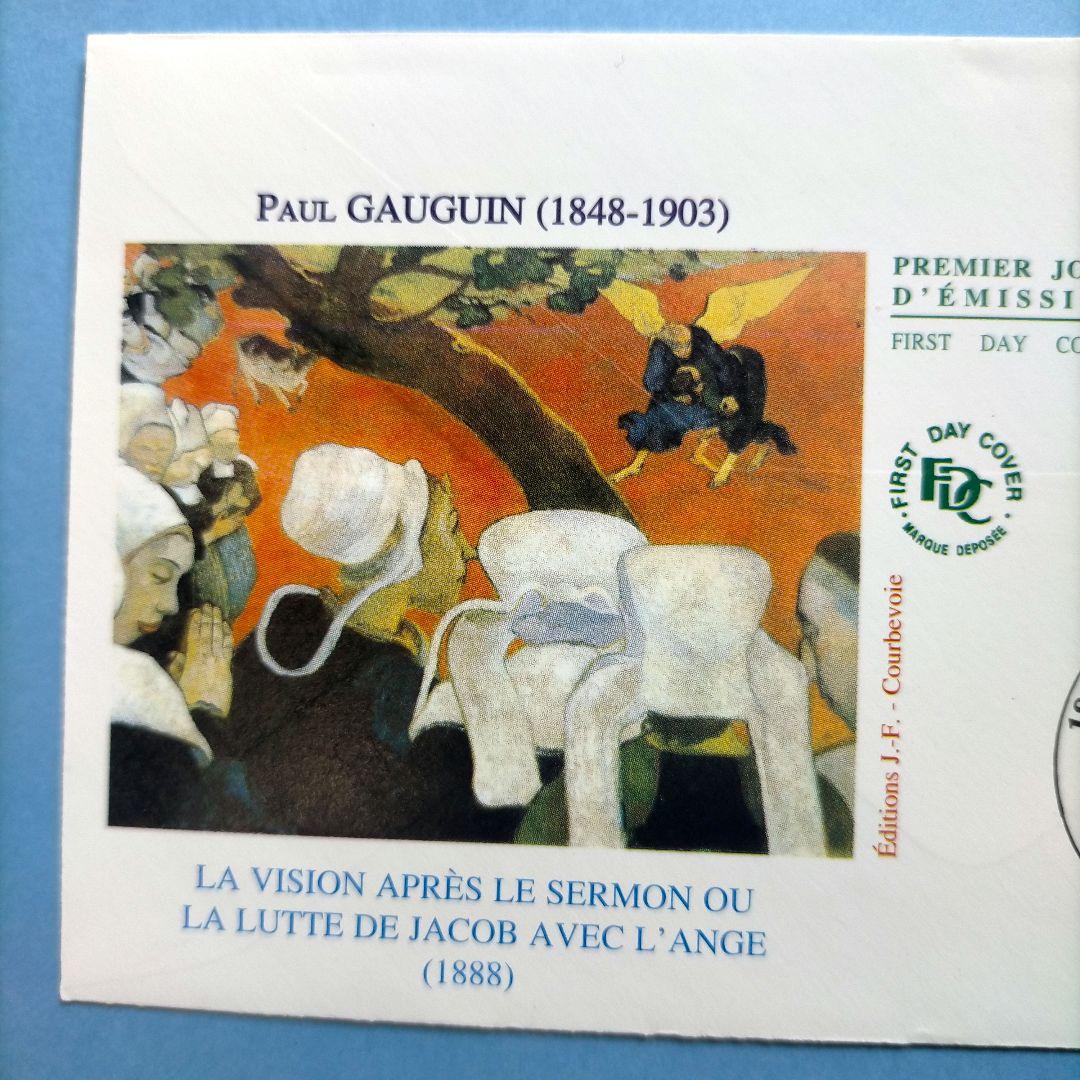 PAUL GAUGUIN (1848-1903)
PREMIER JO
D'ÉMISSI
FIRST DAY CO
FIRST DAY COVER
FDC
MARQUE DEPOSÉE
Éditions J.-F. - Courbevoie
LA VISION APRÈS LE SERMON OU
LA LUTTE DE JACOB AVEC L'ANGE
(1888)